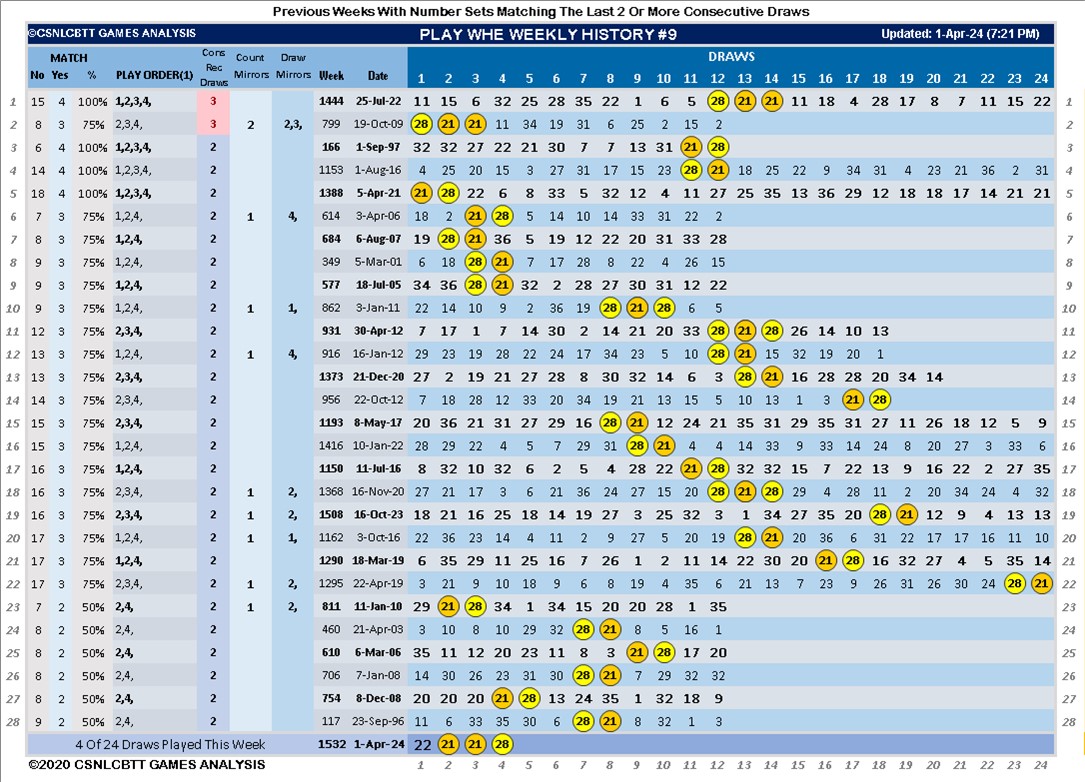 Previous Weeks With Number Sets Matching The Last 2 Or More Consecutive Draws
©CSNLCBTT GAMES ANALYSIS PLAY WHE WEEKLY HISTORY #9 Updated: 1-Apr-24 (7:21 PM)
MATCH Cons Rec Draws Count Mirrors Draw Mirrors DRAWS
No Yes % PLAY ORDER(1) Week Date 1 2 3 4 5 6 7 8 9 10 11 12 13 14 15 16 17 18 19 20 21 22 23 24
1 15 4 100% 1,2,3,4, 3 1444 25-Jul-22 11 15 6 32 25 28 35 22 1 6 5 28 21 21 11 18 4 28 17 8 7 11 15 22 1
2 8 3 75% 2,3,4, 3 2 2,3, 799 19-Oct-09 28 21 21 11 34 19 31 6 25 2 15 2 2
3 6 4 100% 1,2,3,4, 2 166 1-Sep-97 32 32 27 22 21 30 7 7 13 31 21 28 3
4 14 4 100% 1,2,3,4, 2 1153 1-Aug-16 4 25 20 15 3 27 31 17 15 23 28 21 18 25 22 9 34 31 4 23 36 2 31 4
5 18 4 100% 1,2,3,4, 2 1388 5-Apr-21 21 28 22 6 8 33 5 32 12 4 11 27 25 35 13 36 29 12 18 18 17 14 21 21 5
6 7 3 75% 1,2,4, 2 1 4, 614 3-Apr-06 18 2 21 28 5 14 10 14 33 31 22 2 6
7 8 3 75% 1,2,4, 2 684 6-Aug-07 19 28 21 36 5 19 12 22 20 31 33 28 7
8 9 3 75% 1,2,4, 2 349 5-Mar-01 6 18 28 21 7 17 28 8 22 4 26 15 8
9 9 3 75% 1,2,4, 2 577 18-Jul-05 34 36 28 21 32 2 28 27 30 31 12 22 9
10 9 3 75% 1,2,4, 2 1 1, 862 3-Jan-11 22 14 10 9 2 36 19 28 21 28 6 5 10
11 12 3 75% 2,3,4, 2 931 30-Apr-12 7 17 1 7 14 30 2 14 21 20 33 28 21 28 26 14 10 13 11
12 13 3 75% 1,2,4, 2 1 4, 916 16-Jan-12 29 23 19 28 22 24 17 34 23 5 10 28 21 15 32 19 20 1 12
13 13 3 75% 2,3,4, 2 1373 21-Dec-20 27 2 19 21 27 28 8 30 32 14 6 3 28 21 16 28 28 20 34 14 13
14 14 3 75% 2,3,4, 2 956 22-Oct-12 7 18 28 12 33 20 34 19 21 13 15 5 10 13 1 3 21 28 14
15 15 3 75% 2,3,4, 2 1193 8-May-17 20 36 21 31 27 29 16 28 21 12 24 21 35 31 29 35 31 27 11 26 18 12 5 9 15
16 15 3 75% 1,2,4, 2 1416 10-Jan-22 28 29 22 4 5 7 29 31 28 21 4 4 14 33 9 33 14 24 8 20 27 3 33 6 16
17 16 3 75% 1,2,4, 2 1150 11-Jul-16 8 32 10 32 6 2 5 4 28 22 21 28 32 32 15 7 22 13 9 16 22 2 27 35 17
18 16 3 75% 2,3,4, 2 1 2, 1368 16-Nov-20 27 21 17 3 6 21 36 24 27 15 20 28 21 28 29 4 28 11 2 20 34 24 4 32 18
19 16 3 75% 2,3,4, 2 1 2, 1508 16-Oct-23 18 21 16 25 18 14 19 27 3 25 32 3 1 34 27 35 20 28 21 12 9 4 13 13 19
20 17 3 75% 1,2,4, 2 1 1, 1162 3-Oct-16 22 36 23 14 4 11 2 9 27 5 20 19 28 21 20 36 6 31 22 17 17 16 11 10 20
21 17 3 75% 1,2,4, 2 1290 18-Mar-19 6 35 29 11 25 16 7 26 1 2 11 14 22 30 20 21 28 16 32 27 4 5 35 14 21
22 17 3 75% 2,3,4, 2 1 2, 1295 22-Apr-19 3 21 9 10 18 9 6 8 19 12 4 35 6 21 13 7 23 9 26 31 26 30 24 28 21 22
23 7 2 50% 2,4, 2 1 2, 811 11-Jan-10 29 21 28 34 1 34 15 20 20 28 1 35 23
24 8 2 50% 2,4, 2 460 21-Apr-03 3 10 8 10 29 32 28 21 8 5 16 1 24
25 8 2 50% 2,4, 2 610 6-Mar-06 35 11 12 20 23 11 8 3 21 28 17 20 25
26 8 2 50% 2,4, 2 706 7-Jan-08 14 30 26 23 31 30 28 21 7 29 32 32 26
27 8 2 50% 2,4, 2 754 8-Dec-08 20 20 20 21 28 13 24 35 1 32 18 9 27
28 9 2 50% 2,4, 2 117 23-Sep-96 11 6 33 35 30 6 28 21 8 32 1 3 28
4 Of 24 Draws Played This Week 1532 1-Apr-24 22 21 21 28
©2020 CSNLCBTT GAMES ANALYSIS 1 2 3 4 5 6 7 8 9 10 11 12 13 14 15 16 17 18 19 20 21 22 23 24